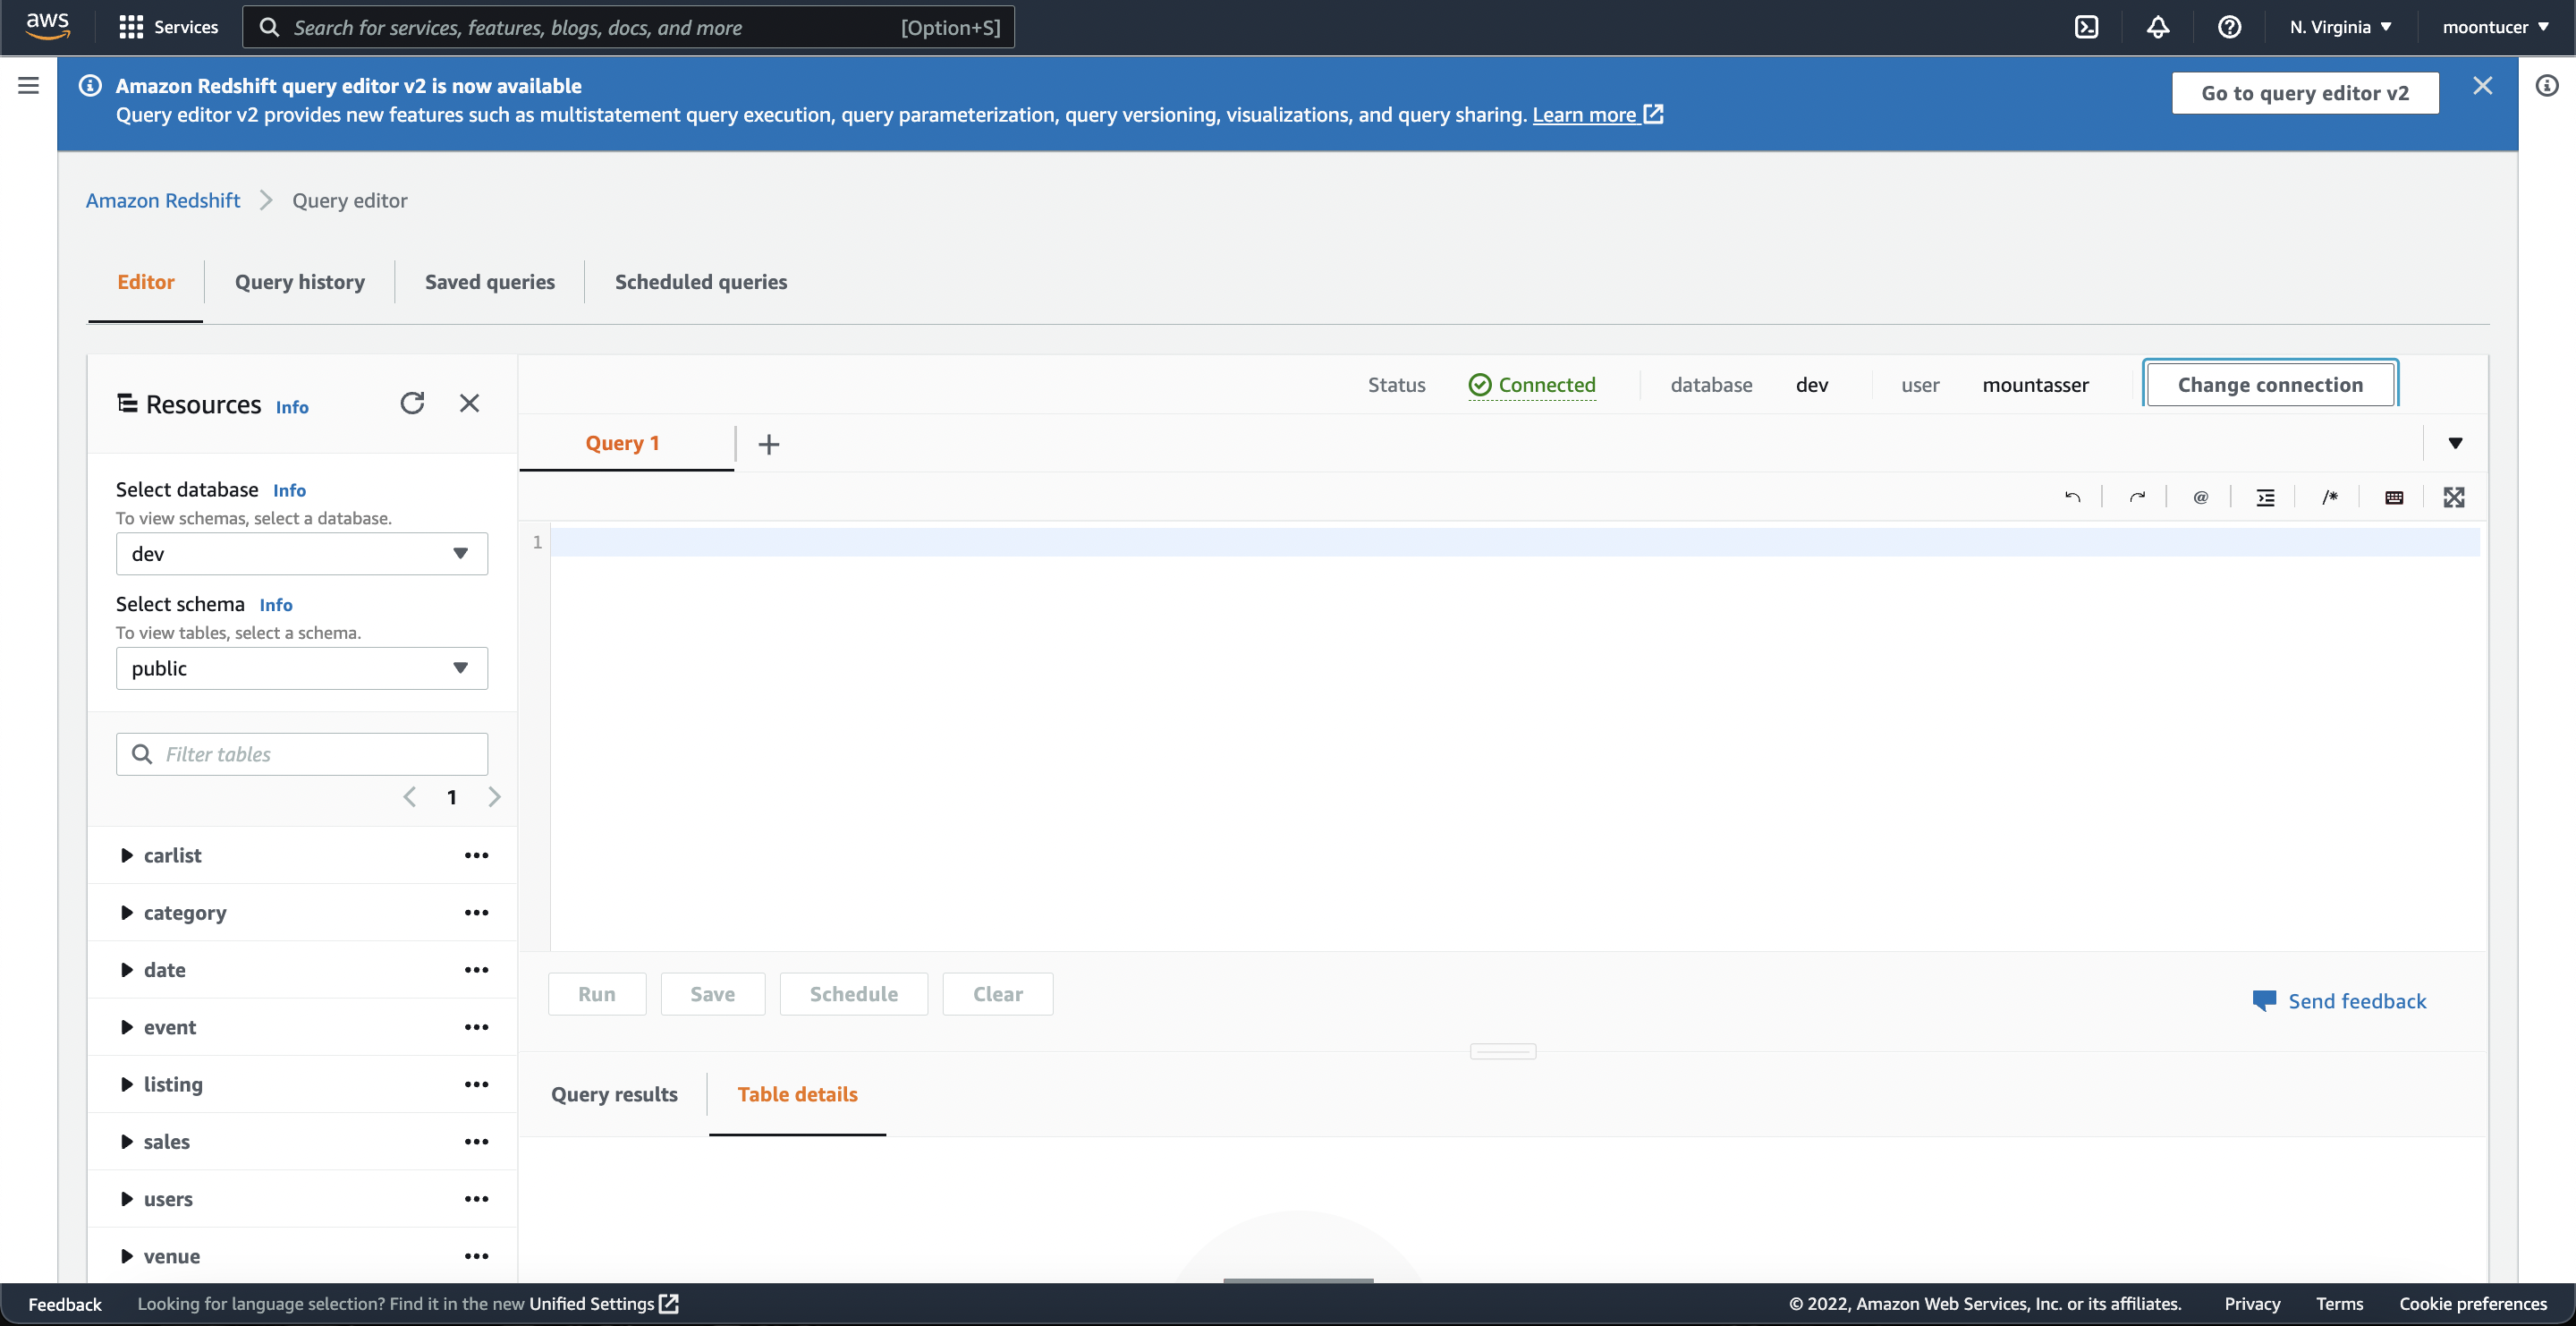 aws
Services
Search for services, features, blogs, docs, and more [Option+S]
N. Virginia
moontucer
Amazon Redshift query editor v2 is now available
Query editor v2 provides new features such as multistatement query execution, query parameterization, query versioning, visualizations, and query sharing. Learn more
Go to query editor v2
Amazon Redshift
Query editor
Editor
Query history
Saved queries
Scheduled queries
Resources Info
Status
Connected
database
dev
user
mountasser
Change connection
Query 1
@
/*
Select database Info
To view schemas, select a database.
dev
Select schema Info
To view tables, select a schema.
public
Filter tables
1
carlist
category
date
event
listing
sales
users
venue
1
Run
Save
Schedule
Clear
Send feedback
Query results
Table details
Feedback
Looking for language selection? Find it in the new Unified Settings
© 2022, Amazon Web Services, Inc. or its affiliates.
Privacy
Terms
Cookie preferences